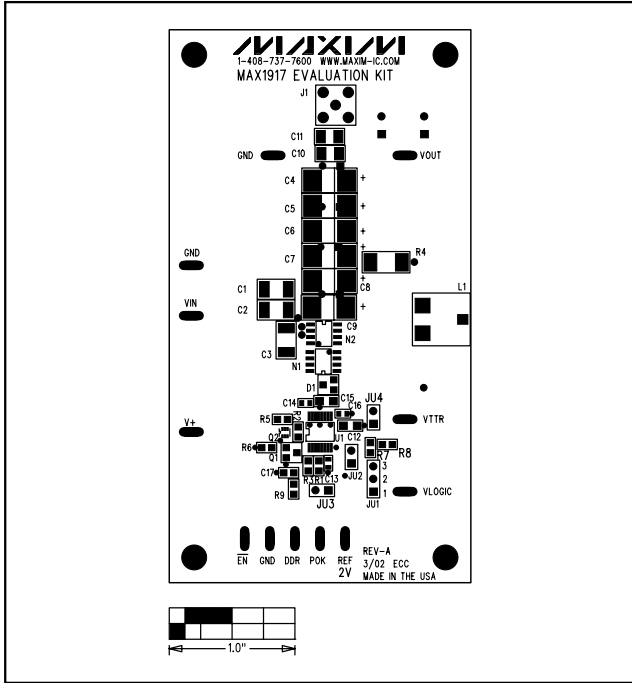 MAXIM
1-408-737-7600 WWW.MAXIM-IC.COM
MAX1917 EVALUATION KIT
J1
C11
GND C10 VOUT
C4 +
C5 +
C6 +
GND C7 + R4
+
VIN C1 C8 L1
C2 +
C9
N2
C3
N1
D1
C14 C15 C16 JU4
V+ R5 R2 VTTR
Q2 U1 C12
R6 Q1 JU2 R7 R8
C17 R3 R1 C13 3
2
R9 JU3 JU1 1 VLOGIC
EN GND DDR POK REF
2V
REV-A
3/02 ECC
MADE IN THE USA
1.0"